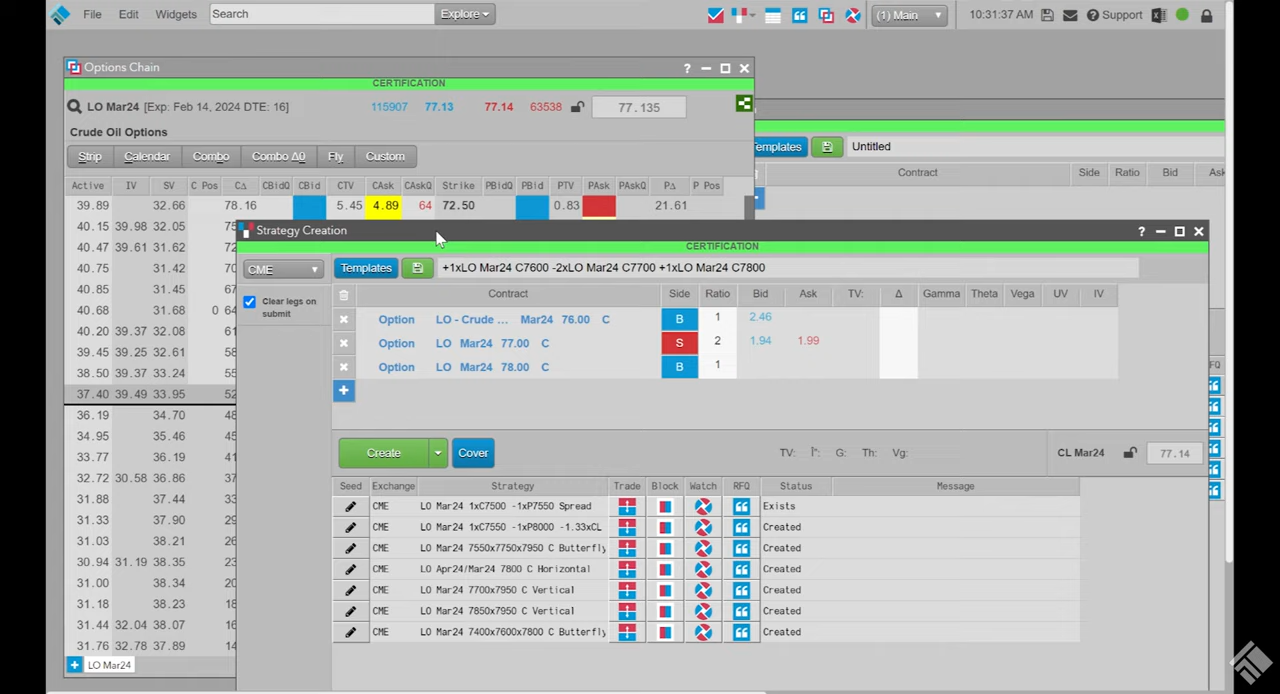 File Edit Widgets Search Explore (1) Main 10:31:37 AM Support
Options Chain
CERTIFICATION
LO Mar24 [Exp: Feb 14, 2024 DTE: 16] 115907 77.13 77.14 63538 77.135
Crude Oil Options
Strip Calendar Combo Combo Δ0 Fly Custom
Active IV SV C Pos CΔ CBidQ CBid CTV CAsk CAskQ Strike PBidQ PBid PTV PAsk PAskQ PΔ P Pos
39.89 32.66 78.16 5.45 4.89 64 72.50 0.83 21.61
40.15 39.98 32.05 75
40.47 39.61 31.62 72
40.75 31.42
40.85 31.45
40.68 31.68 0 64
40.20 39.37 32.08
39.45 39.25 32.61
38.50 39.37 33.24
37.40 39.49 33.95 52
36.19 34.70 48
34.95 35.46
33.77 36.19
32.72 30.58 36.86
31.88 37.44
31.33 37.90
31.03 38.21
30.94 31.19 38.35
31.00 38.34
31.18 38.23
31.44 32.04 38.07
31.76 32.78 37.89 14
LO Mar24
Templates Untitled
Contract Side Ratio Bid Ask
Strategy Creation
CERTIFICATION
CME Templates +1xLO Mar24 C7600 -2xLO Mar24 C7700 +1xLO Mar24 C7800
Clear legs on
submit
Contract Side Ratio Bid Ask TV: Δ Gamma Theta Vega UV IV
Option LO - Crude ... Mar24 76.00 C B 1 2.46
Option LO Mar24 77.00 C S 2 1.94 1.99
Option LO Mar24 78.00 C B 1
Create Cover TV: G: Th: Vg: CL Mar24 77.14
Seed Exchange Strategy Trade Block Watch RFQ Status Message
CME LO Mar24 1xC7500 -1xP7550 Spread Exists
CME LO Mar24 1xC7550 -1xP8000 -1.33xCL Created
CME LO Mar24 7550x7750x7950 C Butterfly Created
CME LO Apr24/Mar24 7800 C Horizontal Created
CME LO Mar24 7700x7950 C Vertical Created
CME LO Mar24 7850x7950 C Vertical Created
CME LO Mar24 7400x7600x7800 C Butterfly Created